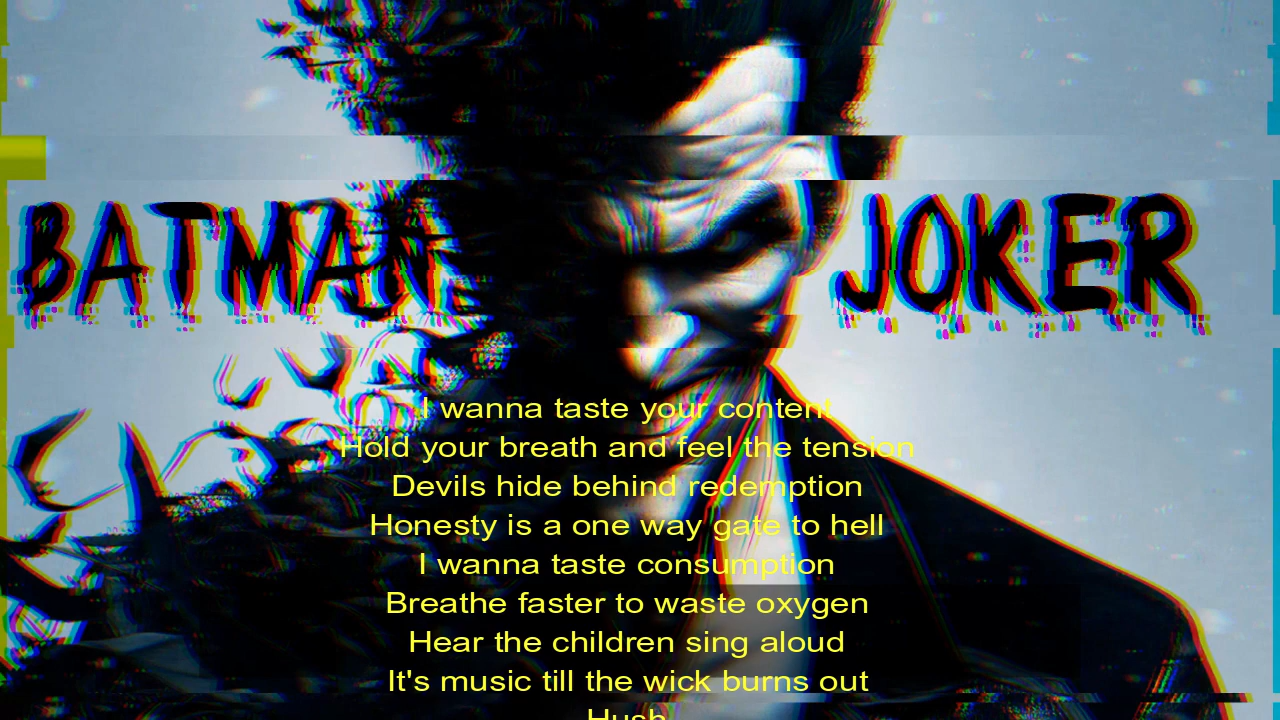 BATMAN JOKER
I wanna taste your content
Hold your breath and feel the tension
Devils hide behind redemption
Honesty is a one way gate to hell
I wanna taste consumption
Breathe faster to waste oxygen
Hear the children sing aloud
It's music till the wick burns out
Hush